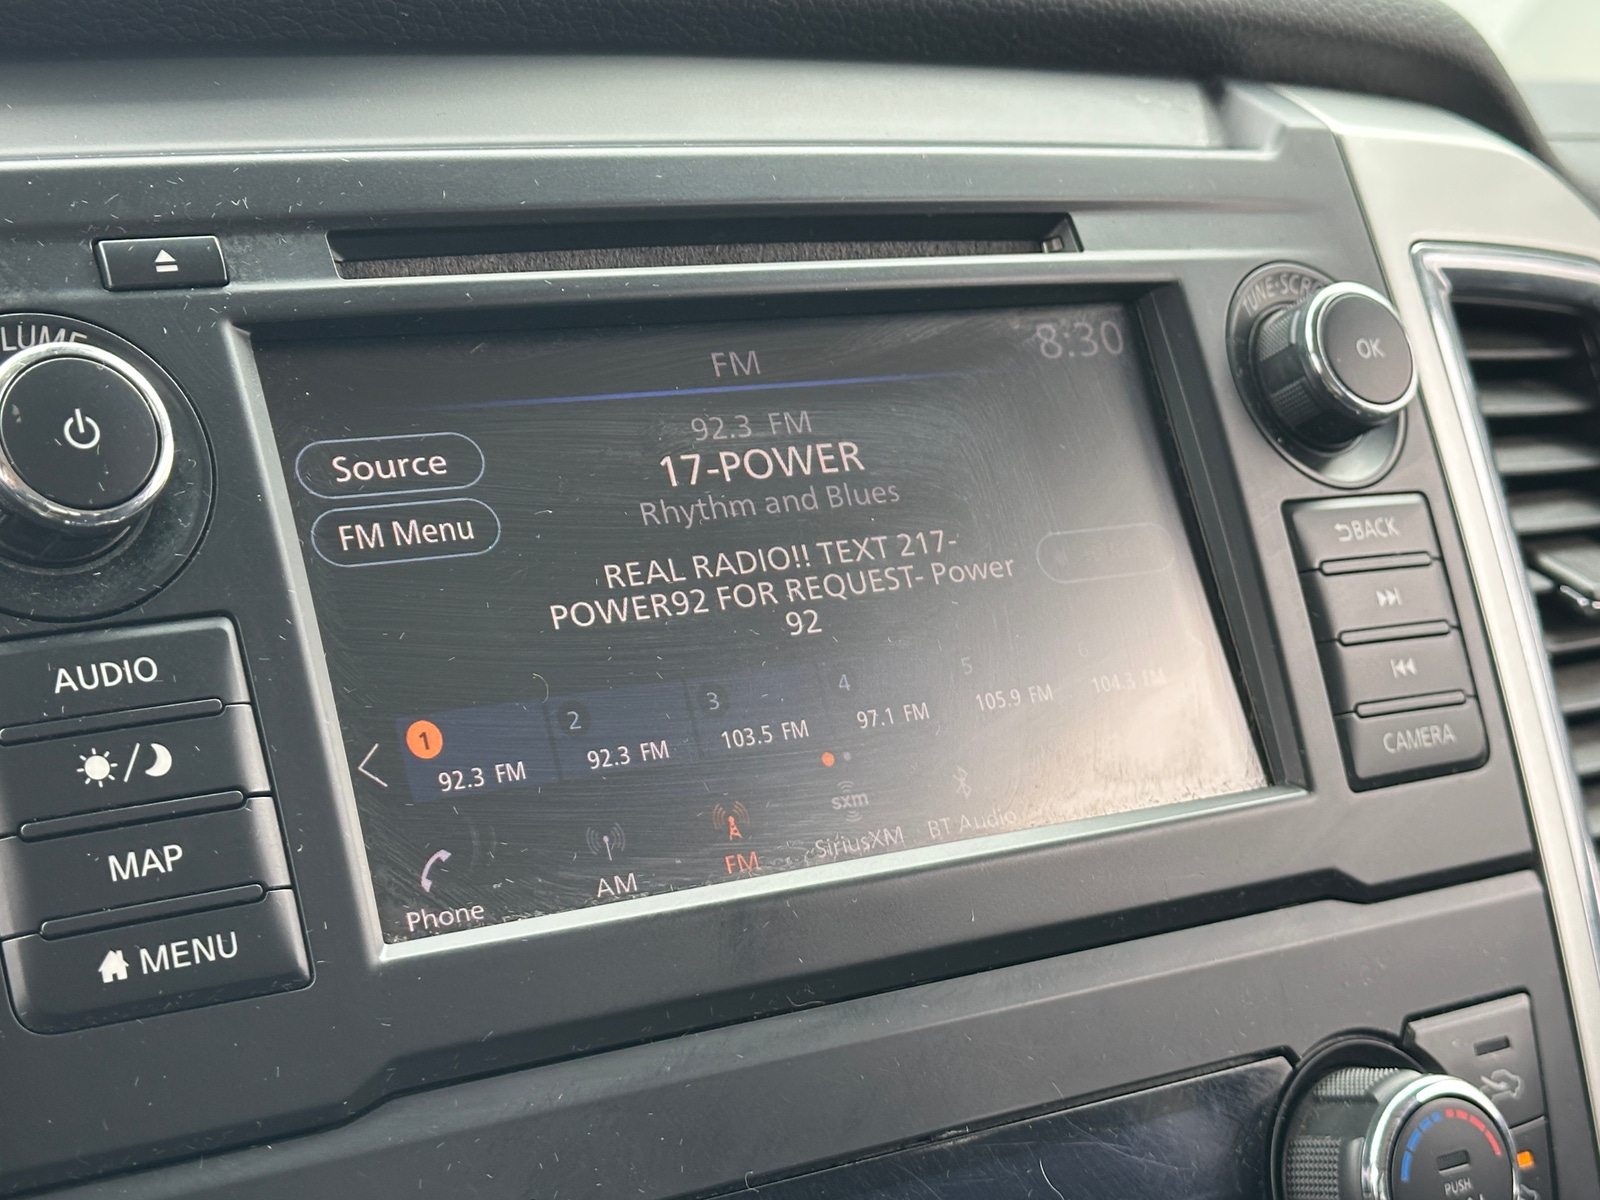 LUME
TUNE·SCR
OK
FM
8:30
Source
FM Menu
92.3 FM
17-POWER
Rhythm and Blues
REAL RADIO!! TEXT 217-
POWER92 FOR REQUEST- Power
92
BACK
CAMERA
AUDIO
MAP
MENU
1
92.3 FM
2
92.3 FM
3
103.5 FM
4
97.1 FM
5
105.9 FM
6
104.3 FM
Phone
AM
FM
sxm
SiriusXM
BT Audio
PUSH